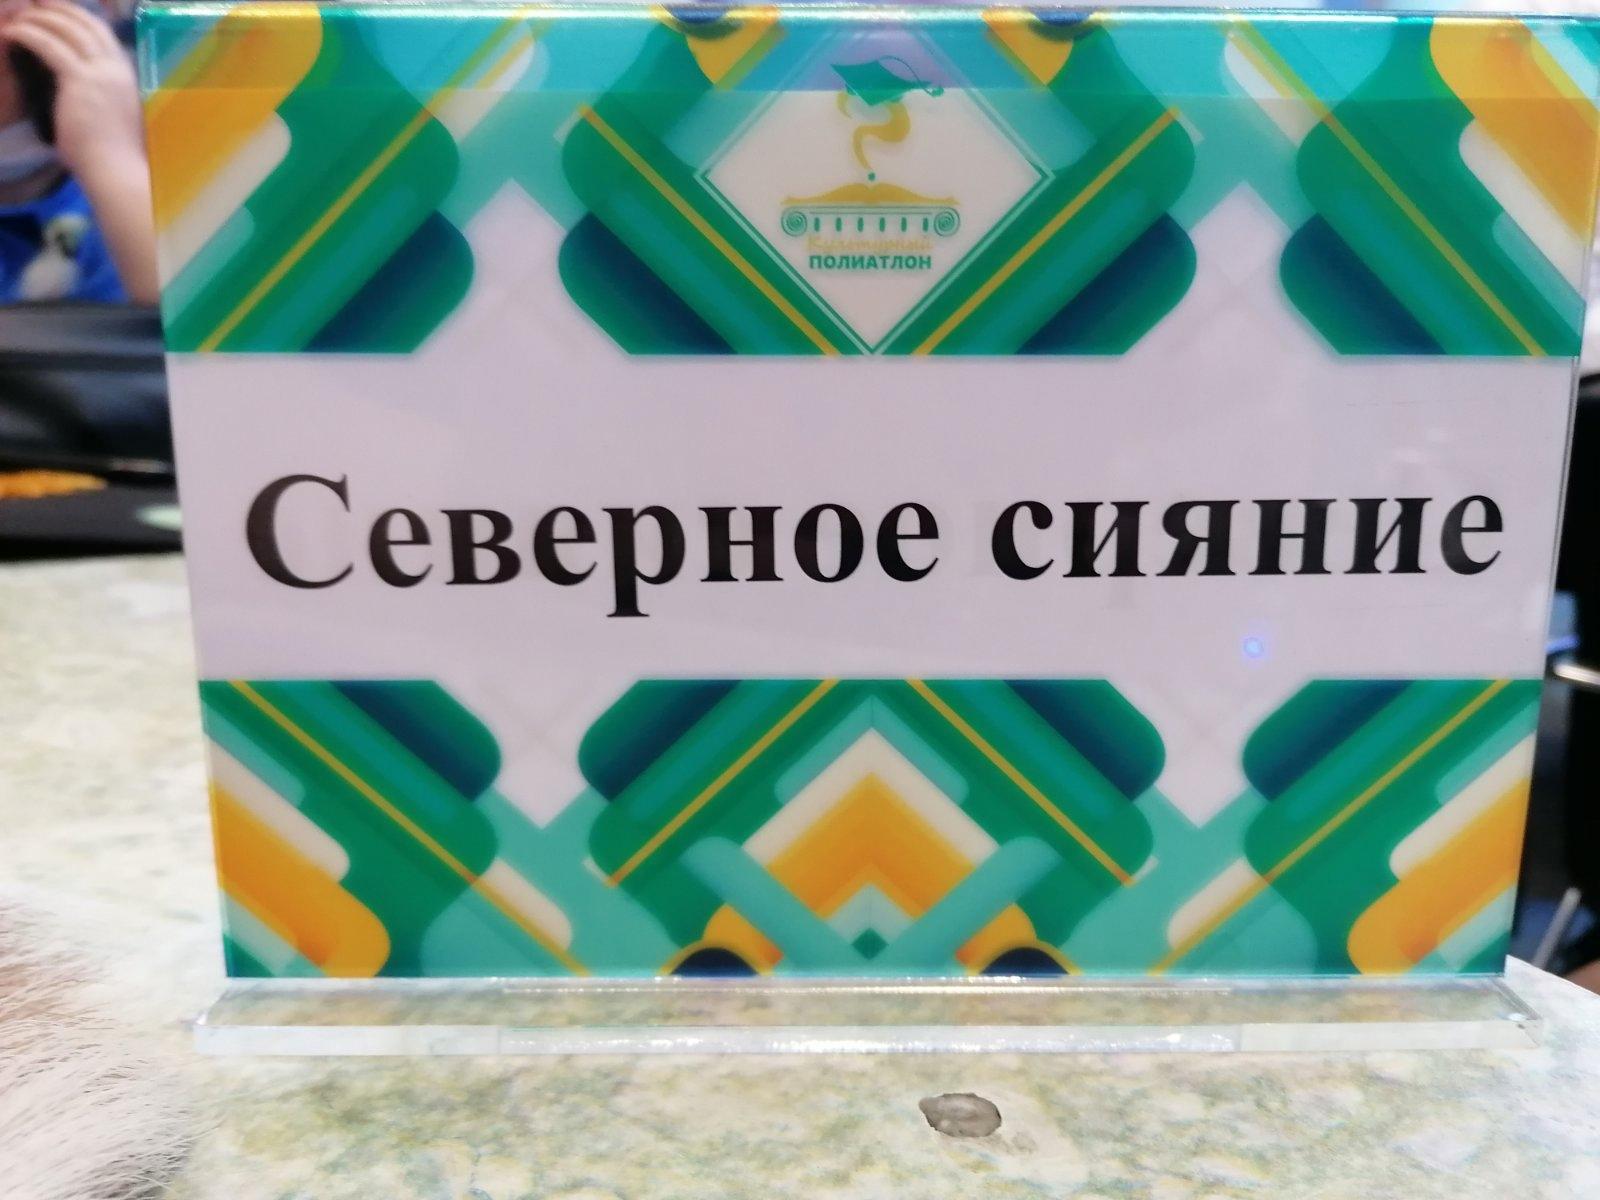 Культурный
ПОЛИАТЛОН
Северное сияние